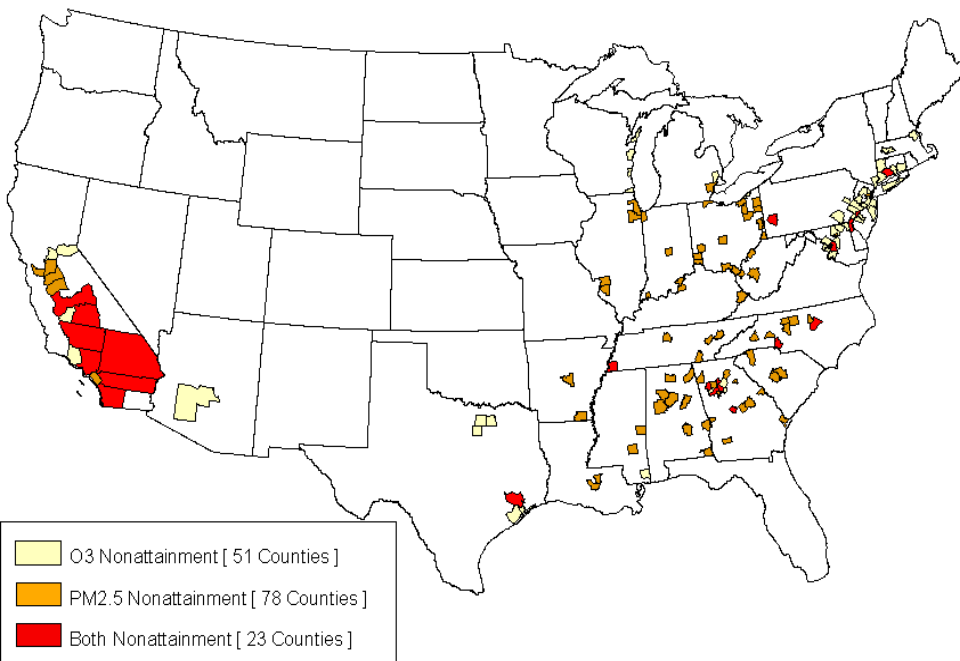 O3 Nonattainment [ 51 Counties ]
PM2.5 Nonattainment [ 78 Counties ]
Both Nonattainment [ 23 Counties ]